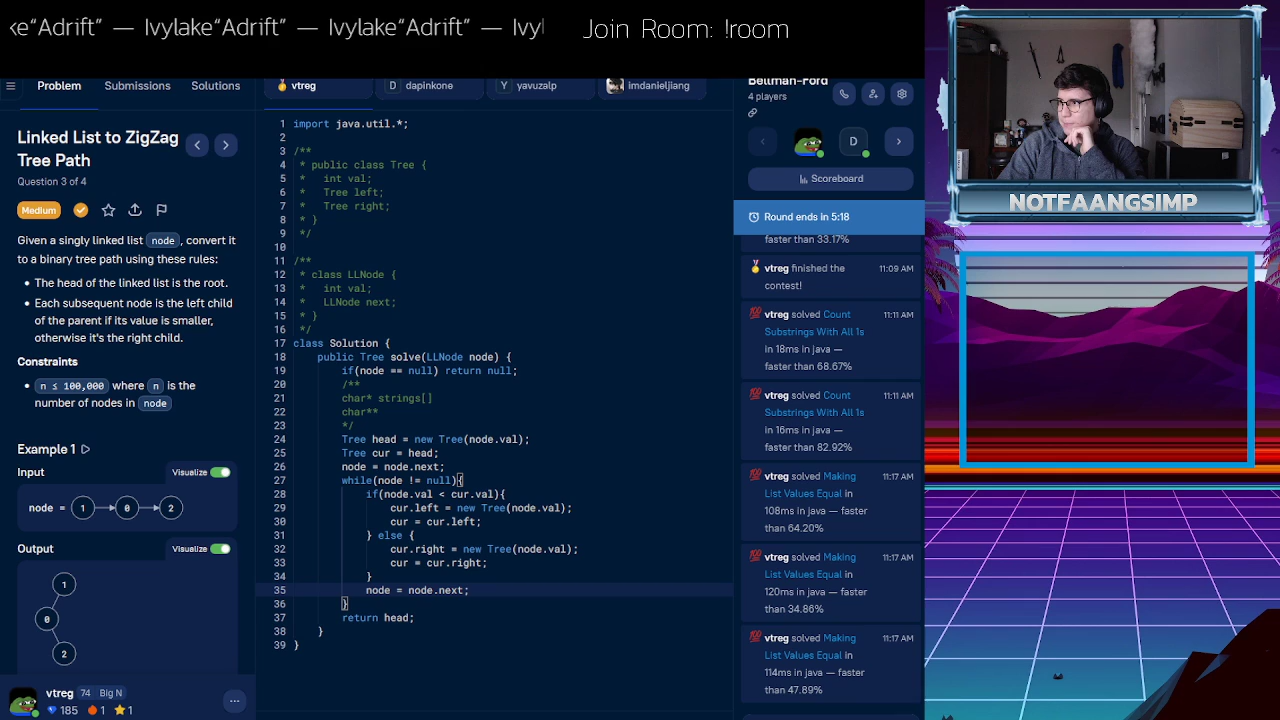 ‹e“Adrift” — Ivylake“Adrift” — Ivylake“Adrift” — Ivyl
Join Room: !room
Problem
Submissions
Solutions
Linked List to ZigZag
Tree Path
Question 3 of 4
Medium
Given a singly linked list node, convert it
to a binary tree path using these rules:
• The head of the linked list is the root.
• Each subsequent node is the left child
of the parent if its value is smaller,
otherwise it's the right child.
Constraints
• n ≤ 100,000 where n is the
number of nodes in node
Example 1
Input
Visualize
node = 1 0 2
Output
Visualize
1
0
2
vtreg 74 Big N
185 1 1
vtreg
D dapinkone
Y yavuzalp
imdanieljiang
1 import java.util.*;
2
3 /**
4 * public class Tree {
5 * int val;
6 * Tree left;
7 * Tree right;
8 * }
9 */
10
11 /**
12 * class LLNode {
13 * int val;
14 * LLNode next;
15 * }
16 */
17 class Solution {
18 public Tree solve(LLNode node) {
19 if(node == null) return null;
20 /**
21 char* strings[]
22 char**
23 */
24 Tree head = new Tree(node.val);
25 Tree cur = head;
26 node = node.next;
27 while(node != null){
28 if(node.val < cur.val){
29 cur.left = new Tree(node.val);
30 cur = cur.left;
31 } else {
32 cur.right = new Tree(node.val);
33 cur = cur.right;
34 }
35 node = node.next;
36 }
37 return head;
38 }
39 }
Bellman-Ford
4 players
D
Scoreboard
Round ends in 5:18
faster than 33.17%
vtreg finished the 11:09 AM
contest!
vtreg solved Count 11:11 AM
Substrings With All 1s
in 18ms in java —
faster than 68.67%
vtreg solved Count 11:11 AM
Substrings With All 1s
in 16ms in java —
faster than 82.92%
vtreg solved Making 11:17 AM
List Values Equal in
108ms in java — faster
than 64.20%
vtreg solved Making 11:17 AM
List Values Equal in
120ms in java — faster
than 34.86%
vtreg solved Making 11:17 AM
List Values Equal in
114ms in java — faster
than 47.89%
NOTFAANGSIMP